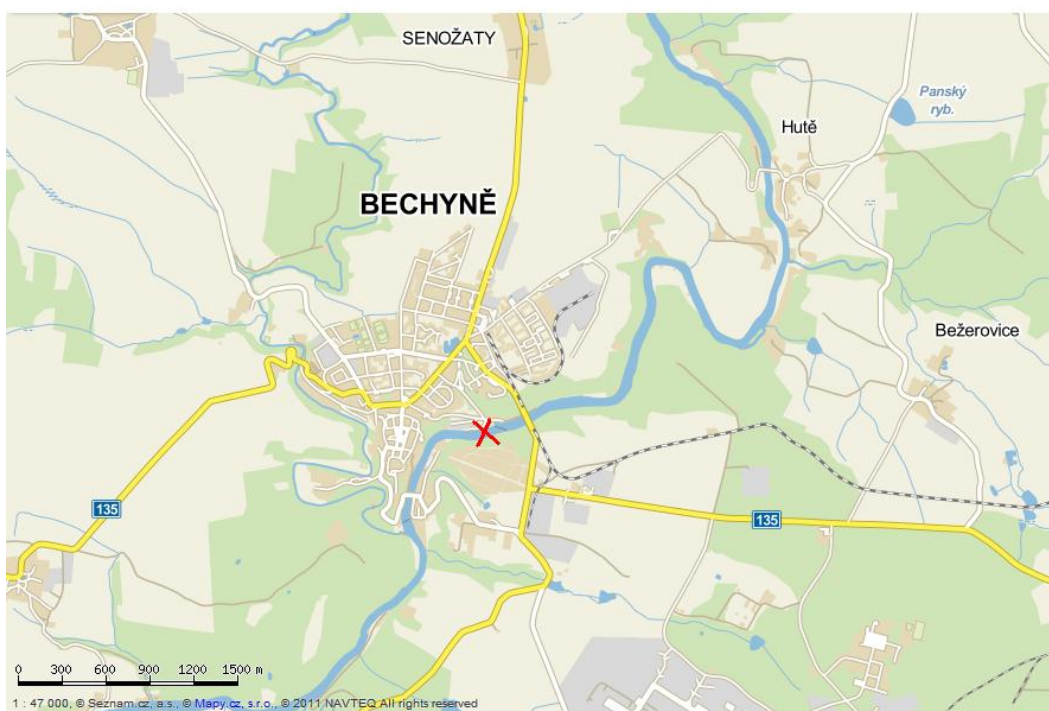 SENOŽATY
Panský
ryb.
Hutě
BECHYNĚ
Bežerovice
135
135
0 300 600 900 1200 1500 m
1 : 47 000, © Seznam.cz, a.s., © Mapy.cz, s.r.o., © 2011 NAVTEQ All rights reserved